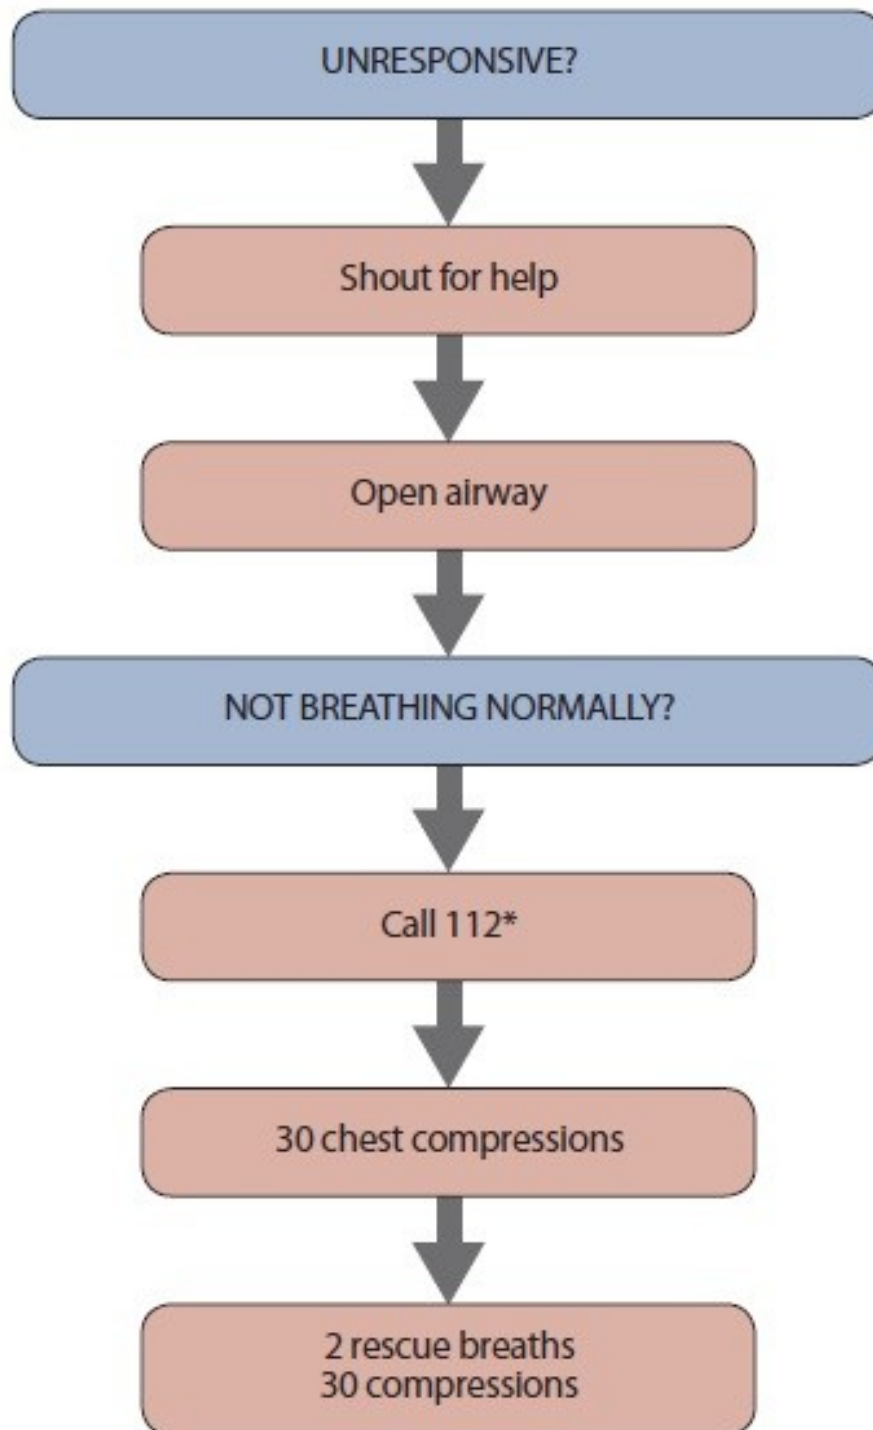 UNRESPONSIVE?
Shout for help
Open airway
NOT BREATHING NORMALLY?
Call 112*
30 chest compressions
2 rescue breaths
30 compressions